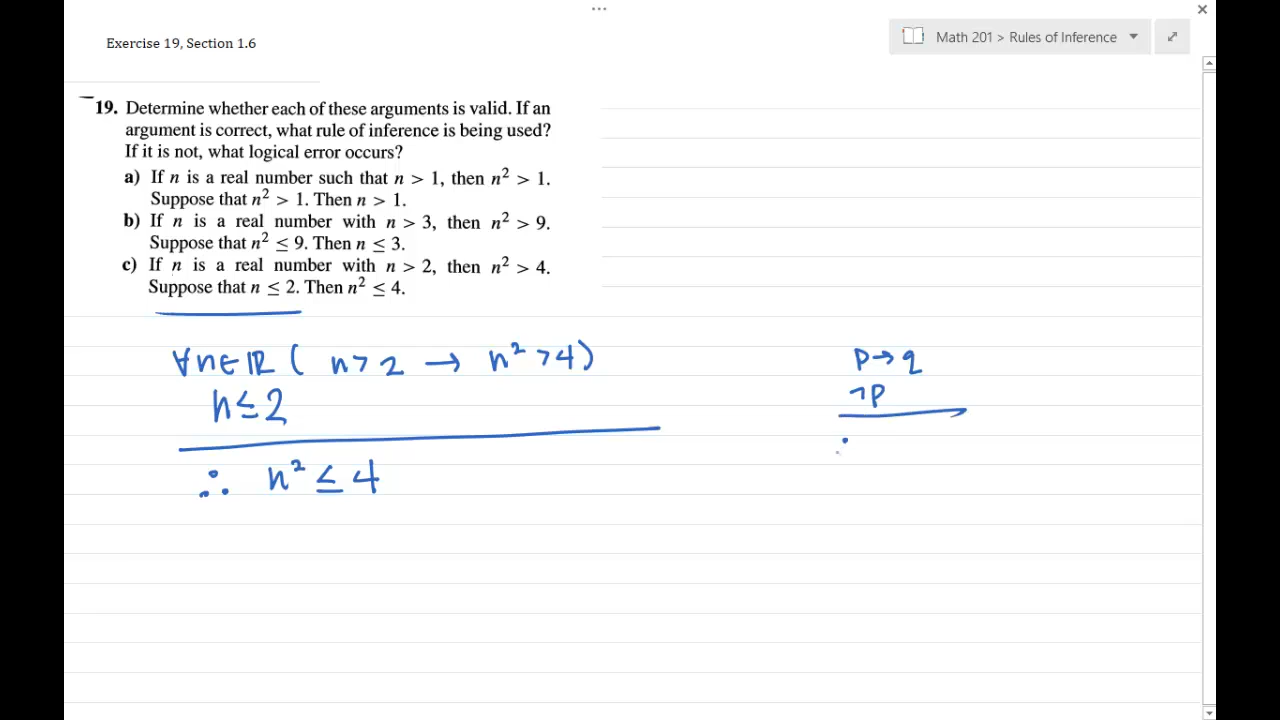 Exercise 19, Section 1.6
Math 201 > Rules of Inference
19. Determine whether each of these arguments is valid. If an
argument is correct, what rule of inference is being used?
If it is not, what logical error occurs?
a) If n is a real number such that n > 1, then n² > 1.
Suppose that n² > 1. Then n > 1.
b) If n is a real number with n > 3, then n² > 9.
Suppose that n² ≤ 9. Then n ≤ 3.
c) If n is a real number with n > 2, then n² > 4.
Suppose that n ≤ 2. Then n² ≤ 4.
∀n∈ℝ ( n > 2 → n² > 4)
n ≤ 2
∴ n² ≤ 4
p → q
¬p